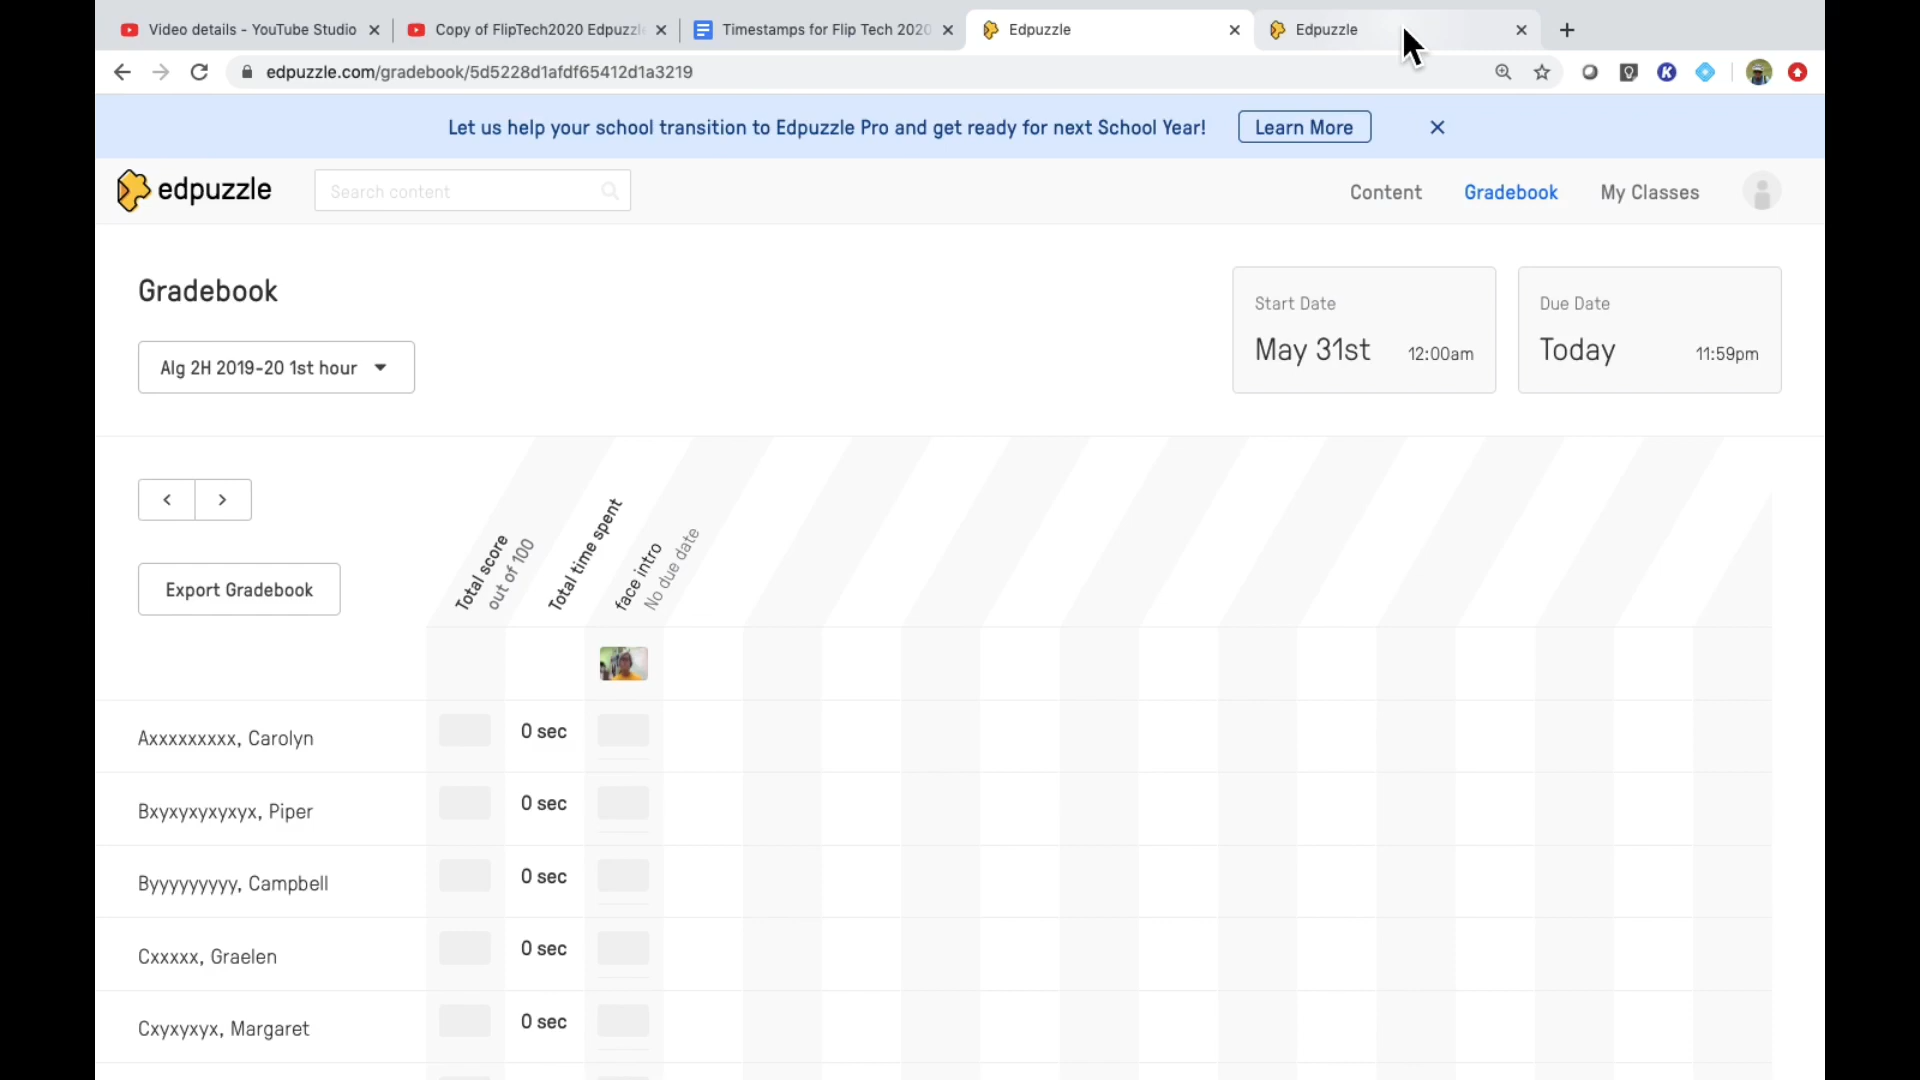 Video details - YouTube Studio
Copy of FlipTech2020 Edpuzzle
Timestamps for Flip Tech 2020
Edpuzzle
Edpuzzle
edpuzzle.com/gradebook/5d5228d1afdf65412d1a3219
Let us help your school transition to Edpuzzle Pro and get ready for next School Year!
Learn More
edpuzzle
Search content
Content
Gradebook
My Classes
Gradebook
Alg 2H 2019-20 1st hour
Start Date
May 31st 12:00am
Due Date
Today 11:59pm
Export Gradebook
Total score
out of 100
Total time spent
face intro
No due date
Axxxxxxxxx, Carolyn 0 sec
Bxyxyxyxyxyx, Piper 0 sec
Byyyyyyyyy, Campbell 0 sec
Cxxxxx, Graelen 0 sec
Cxyxyxyx, Margaret 0 sec